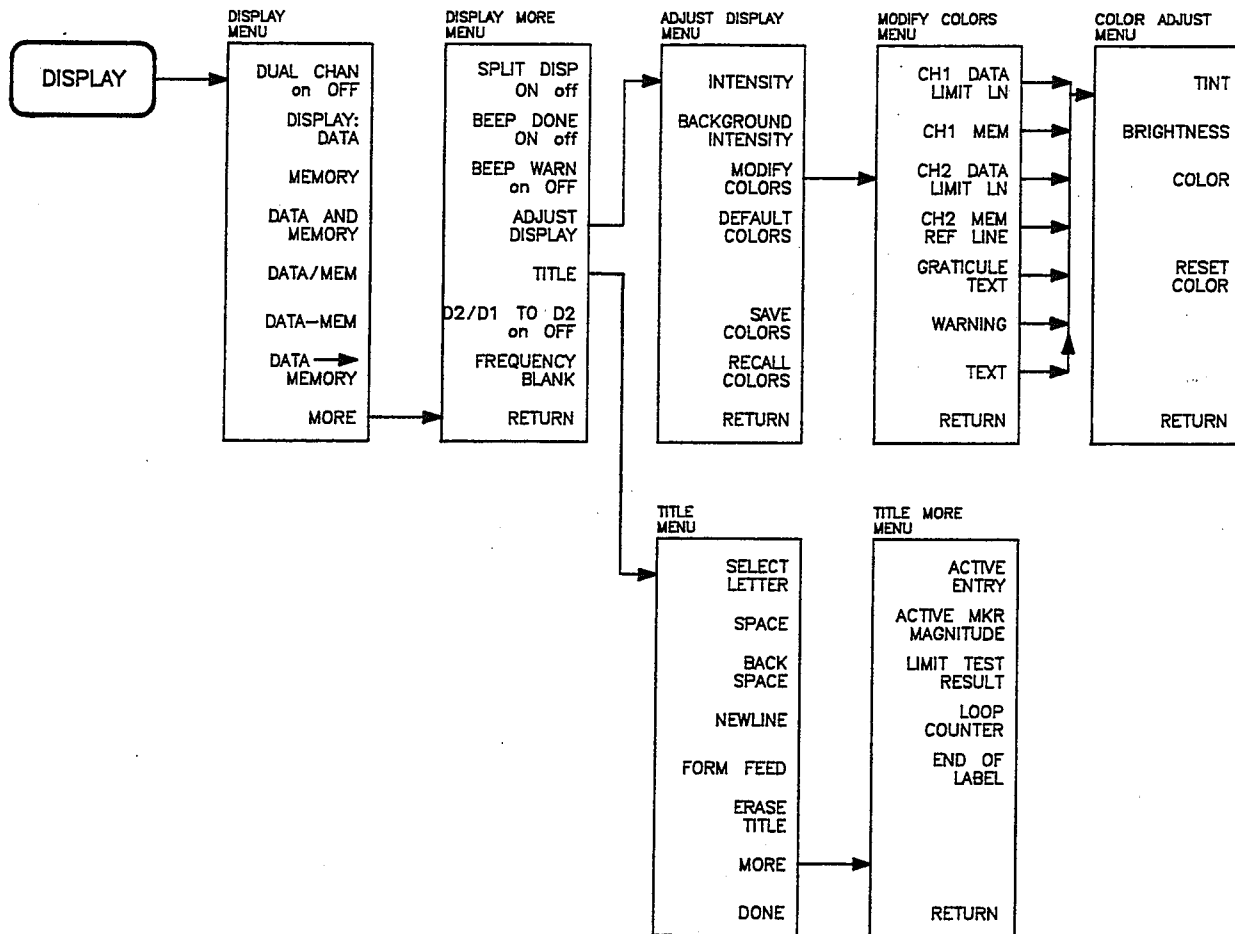 DISPLAY
DISPLAY
MENU
DUAL CHAN
on OFF
DISPLAY:
DATA
MEMORY
DATA AND
MEMORY
DATA/MEM
DATA-MEM
DATA
MEMORY
MORE
DISPLAY MORE
MENU
SPLIT DISP
ON off
BEEP DONE
ON off
BEEP WARN
on OFF
ADJUST
DISPLAY
TITLE
D2/D1 TO D2
on OFF
FREQUENCY
BLANK
RETURN
ADJUST DISPLAY
MENU
INTENSITY
BACKGROUND
INTENSITY
MODIFY
COLORS
DEFAULT
COLORS
SAVE
COLORS
RECALL
COLORS
RETURN
MODIFY COLORS
MENU
CH1 DATA
LIMIT LN
CH1 MEM
CH2 DATA
LIMIT LN
CH2 MEM
REF LINE
GRATICULE
TEXT
WARNING
TEXT
RETURN
COLOR ADJUST
MENU
TINT
BRIGHTNESS
COLOR
RESET
COLOR
RETURN
TITLE
MENU
SELECT
LETTER
SPACE
BACK
SPACE
NEWLINE
FORM FEED
ERASE
TITLE
MORE
DONE
TITLE MORE
MENU
ACTIVE
ENTRY
ACTIVE MKR
MAGNITUDE
LIMIT TEST
RESULT
LOOP
COUNTER
END OF
LABEL
RETURN